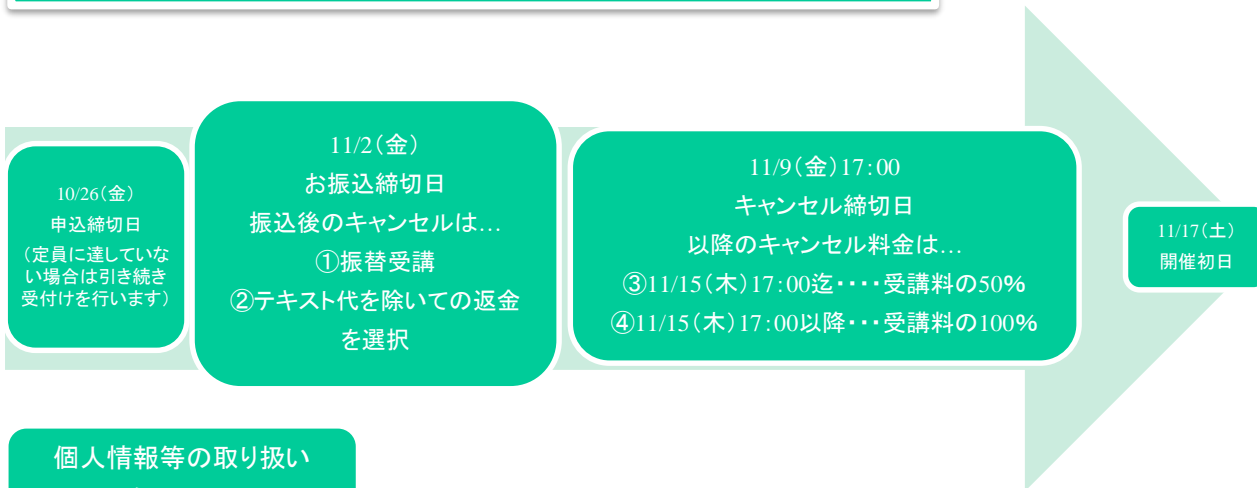 10/26(金)
申込締切日
(定員に達していな
い場合は引き続き
受付けを行います)
11/2(金)
お振込締切日
振込後のキャンセルは…
①振替受講
②テキスト代を除いての返金
を選択
11/9(金)17:00
キャンセル締切日
以降のキャンセル料金は…
③11/15(木)17:00迄・・・・受講料の50%
④11/15(木)17:00以降・・・受講料の100%
11/17(土)
開催初日
個人情報等の取り扱い